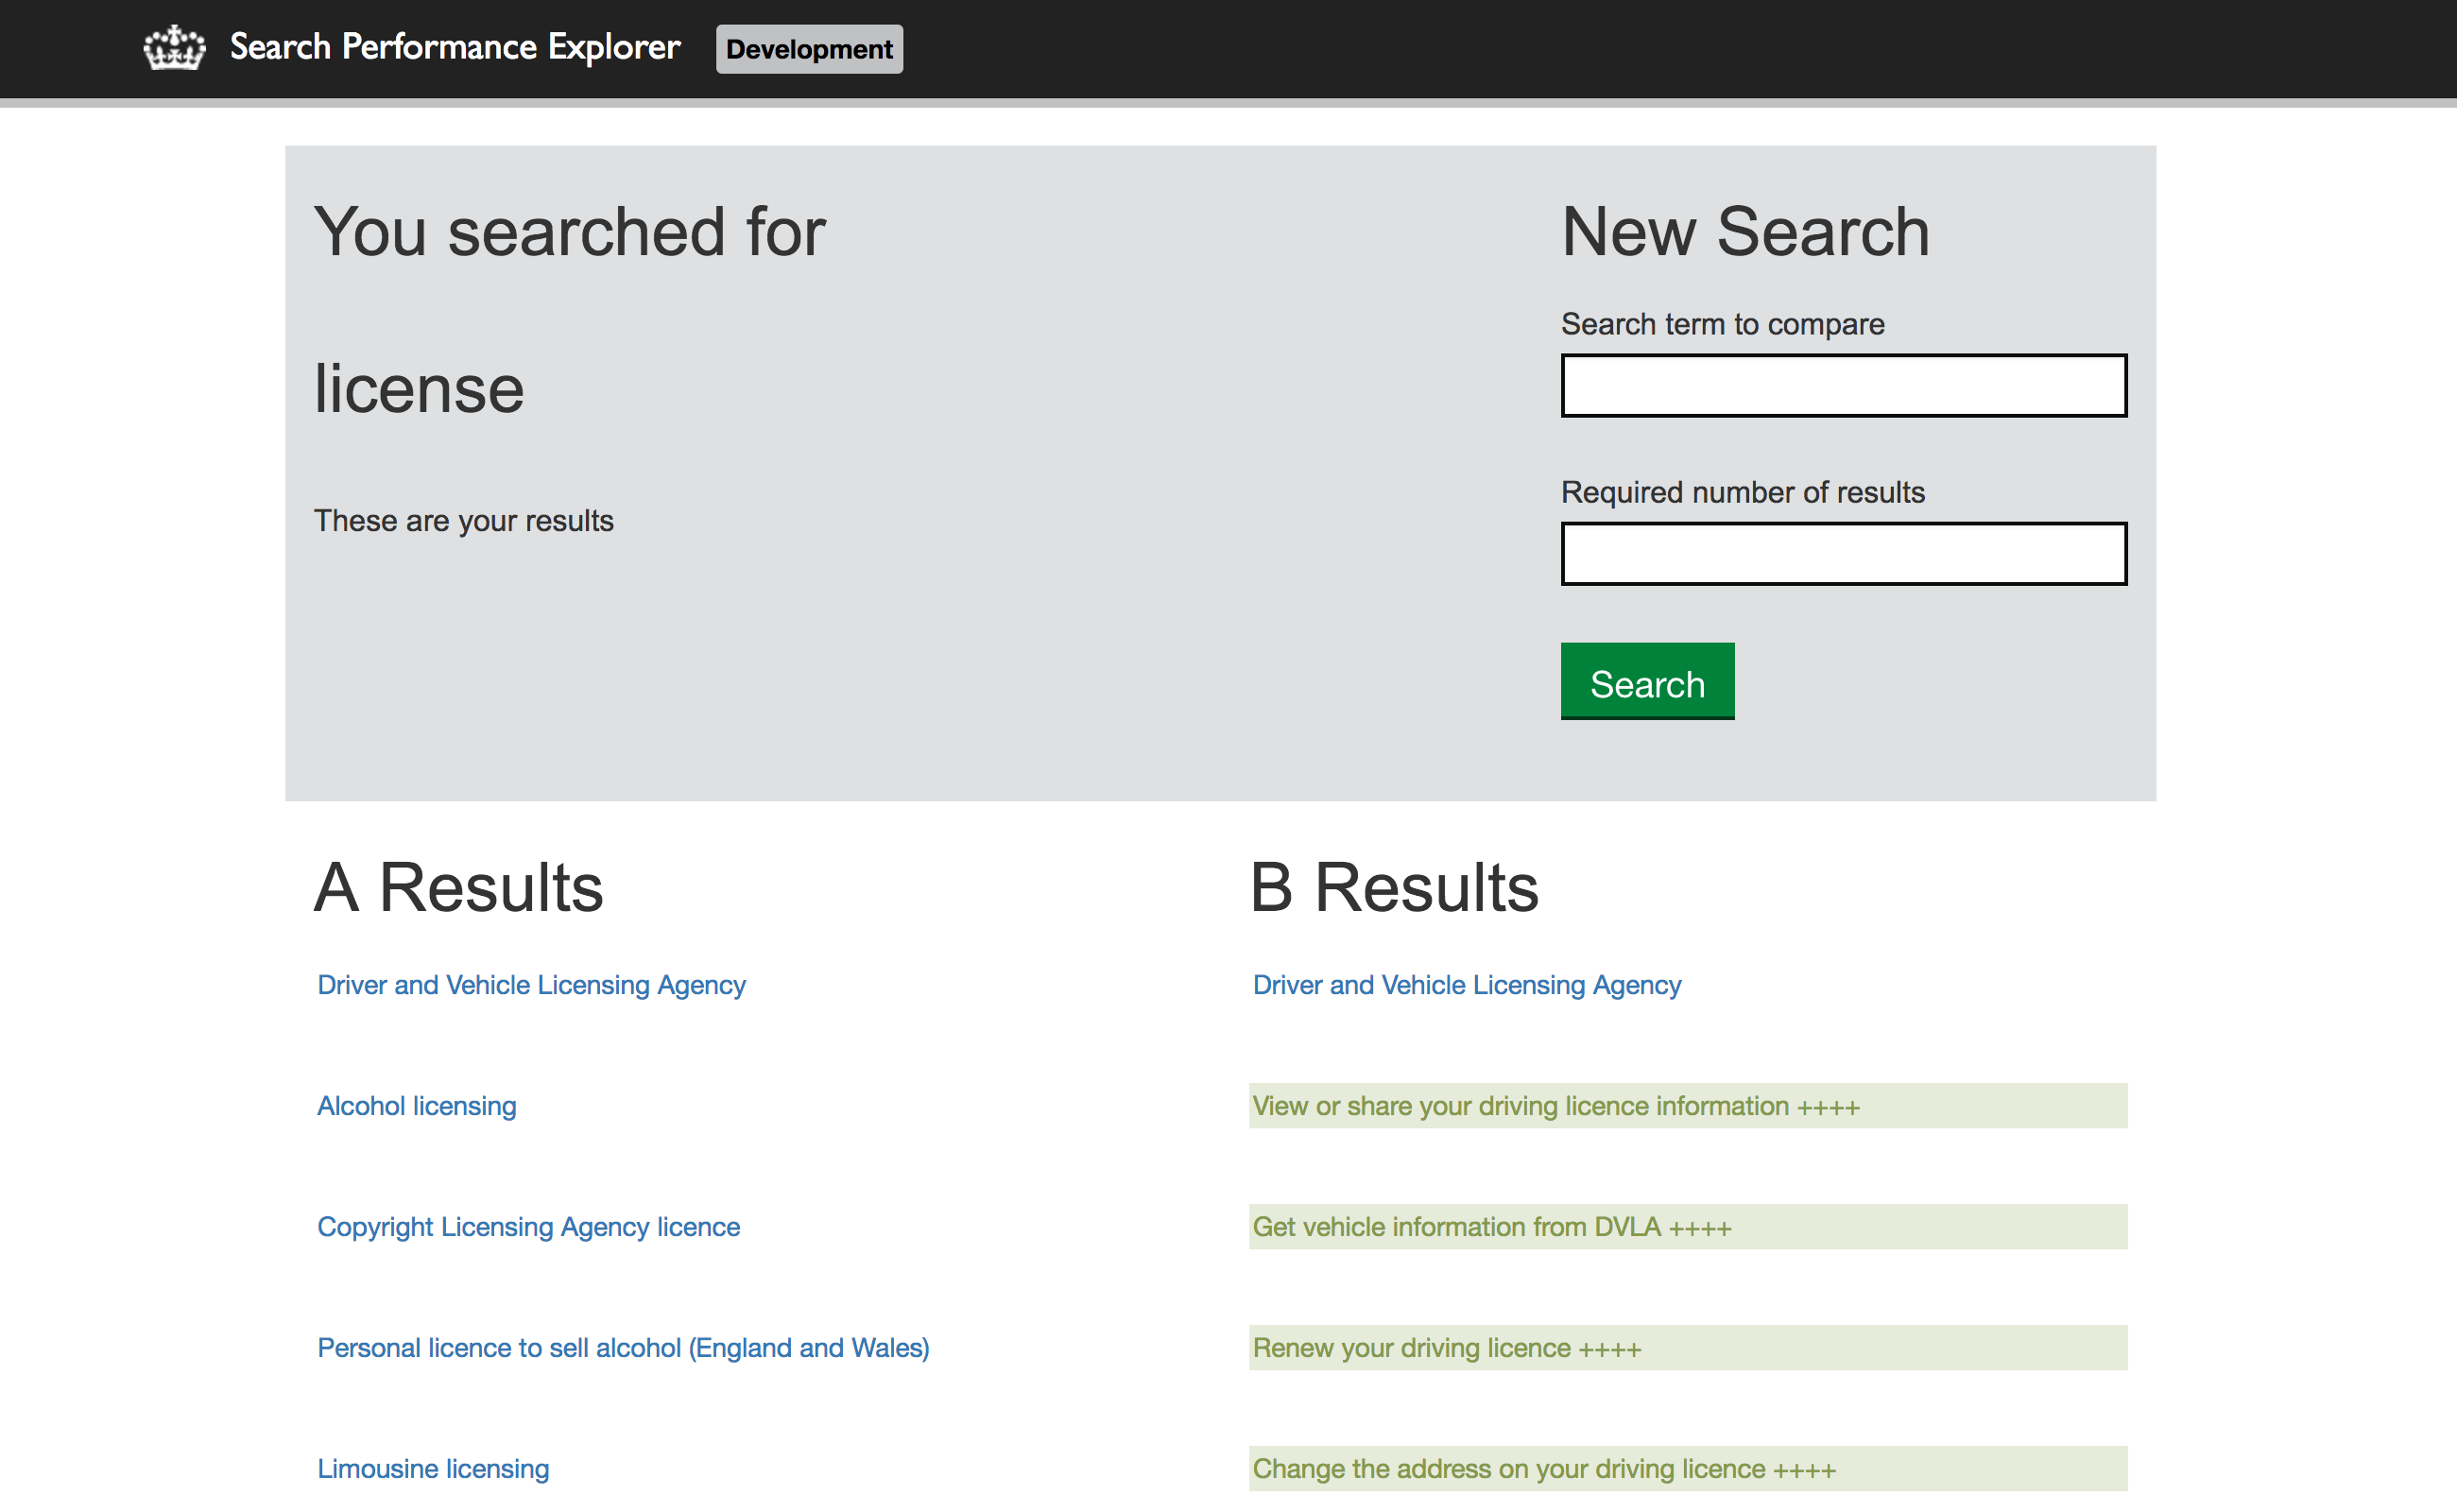 Search Performance Explorer Development
You searched for
license
These are your results
New Search
Search term to compare
Required number of results
Search
A Results
Driver and Vehicle Licensing Agency
Alcohol licensing
Copyright Licensing Agency licence
Personal licence to sell alcohol (England and Wales)
Limousine licensing
B Results
Driver and Vehicle Licensing Agency
View or share your driving licence information ++++
Get vehicle information from DVLA ++++
Renew your driving licence ++++
Change the address on your driving licence ++++